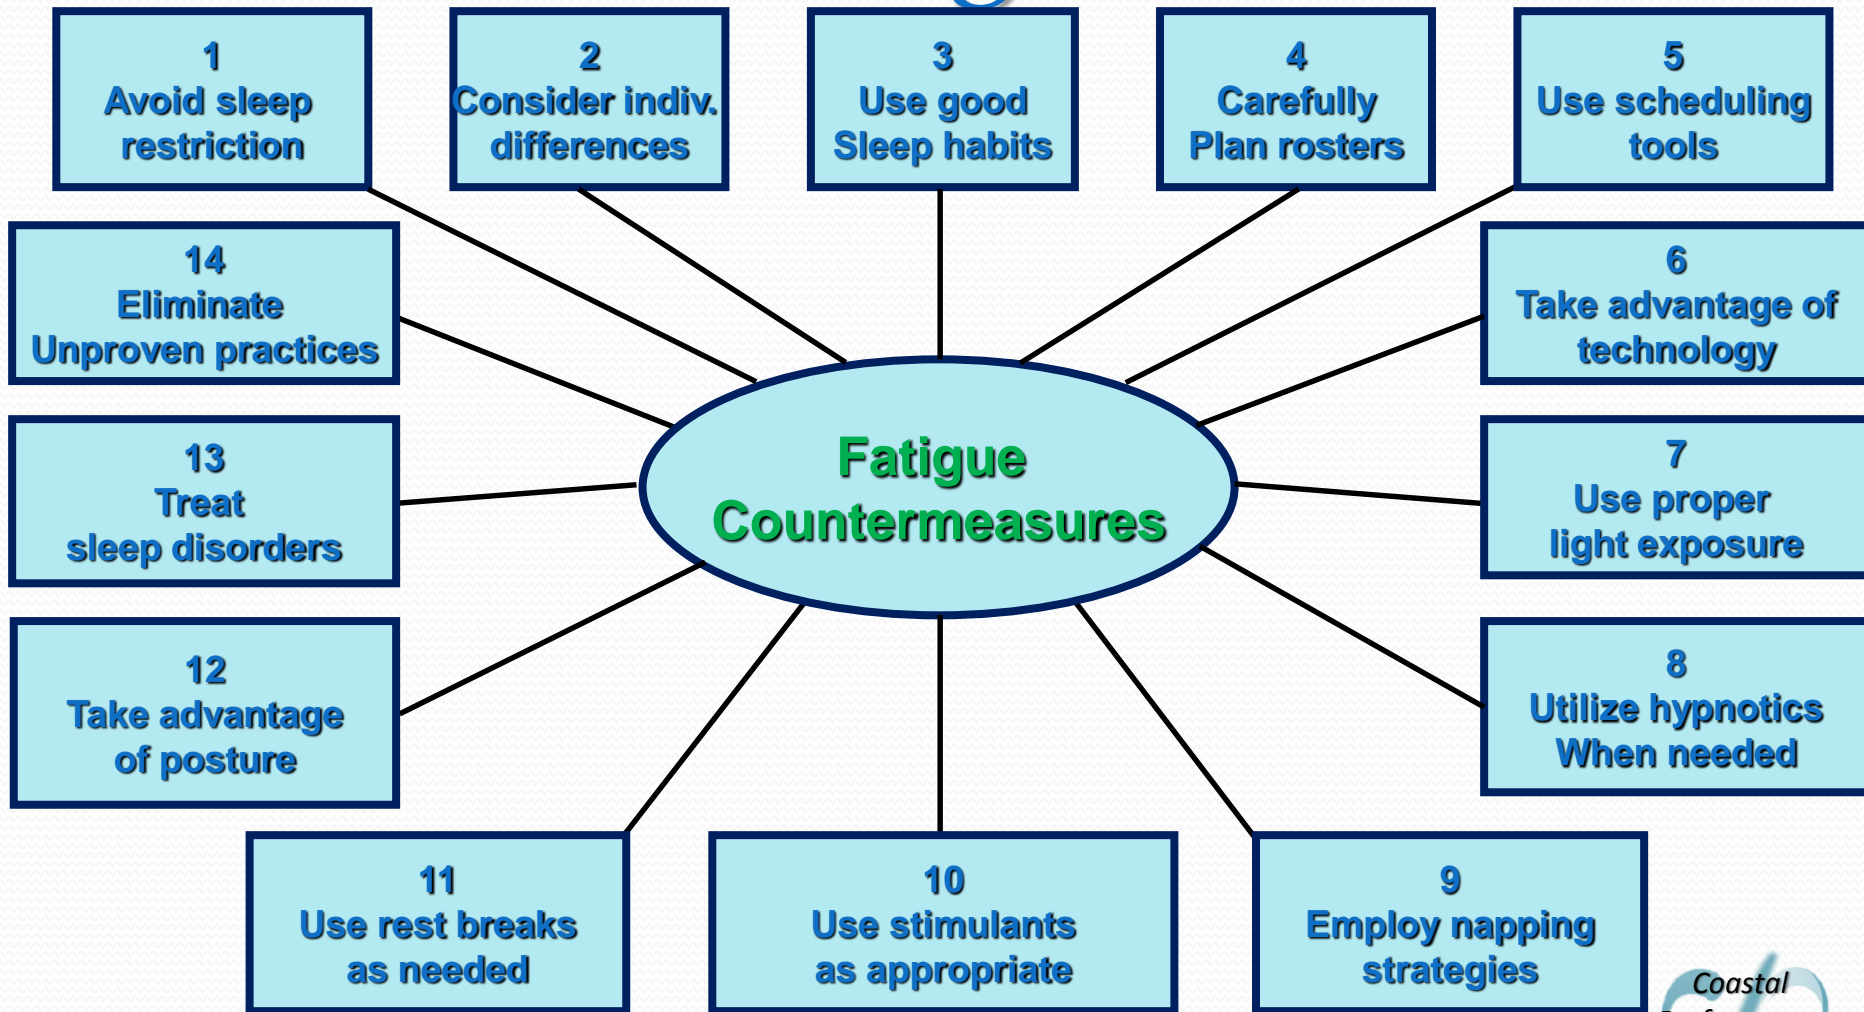 1
Avoid sleep
restriction
2
Consider indiv.
differences
3
Use good
Sleep habits
4
Carefully
Plan rosters
5
Use scheduling
tools
14
Eliminate
Unproven practices
6
Take advantage of
technology
Fatigue
Countermeasures
13
Treat
sleep disorders
7
Use proper
light exposure
12
Take advantage
of posture
8
Utilize hypnotics
When needed
11
Use rest breaks
as needed
10
Use stimulants
as appropriate
9
Employ napping
strategies
Coastal